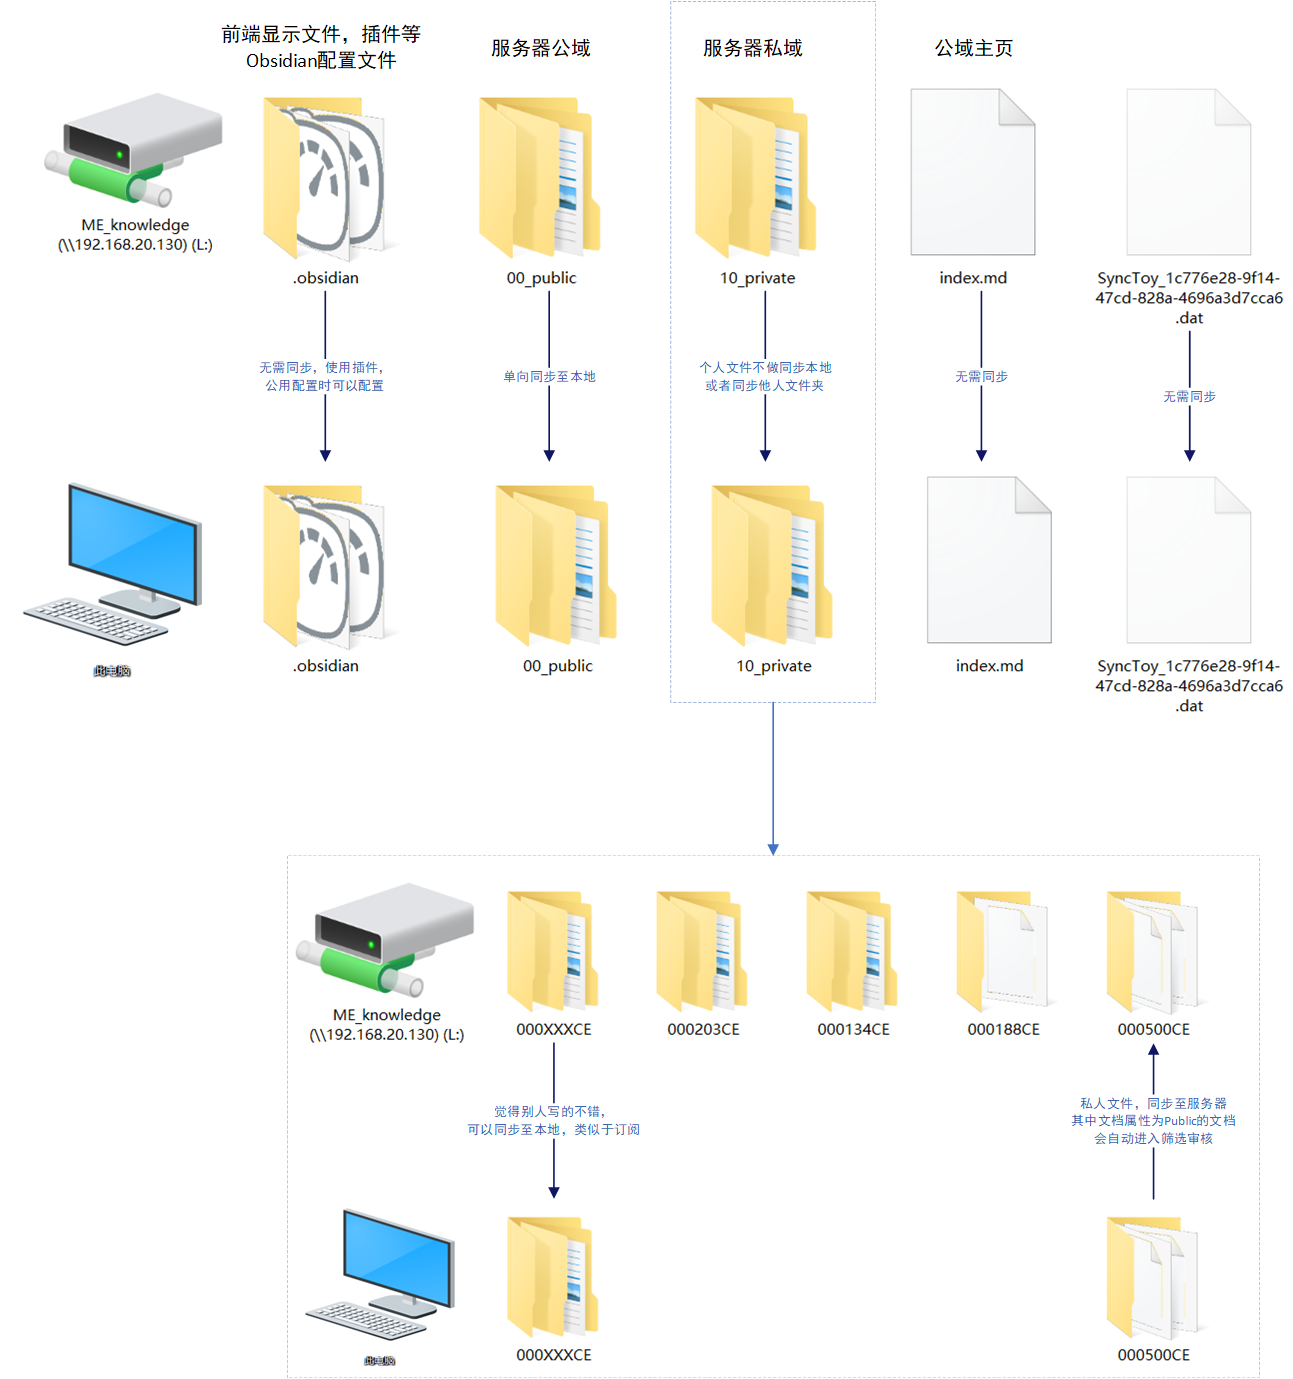 前端显示文件，插件等
Obsidian配置文件
服务器公域
服务器私域
公域主页
ME_knowledge
(\\192.168.20.130) (L:)
.obsidian
00_public
10_private
index.md
SyncToy_1c776e28-9f14-
47cd-828a-4696a3d7cca6
.dat
无需同步，使用插件，
公用配置时可以配置
单向同步至本地
个人文件不做同步本地
或者同步他人文件夹
无需同步
无需同步
此电脑
.obsidian
00_public
10_private
index.md
SyncToy_1c776e28-9f14-
47cd-828a-4696a3d7cca6
.dat
ME_knowledge
(\\192.168.20.130) (L:)
000XXXCE
000203CE
000134CE
000188CE
000500CE
觉得别人写的不错，
可以同步至本地，类似于订阅
私人文件，同步至服务器
其中文档属性为Public的文档
会自动进入筛选审核
此电脑
000XXXCE
000500CE